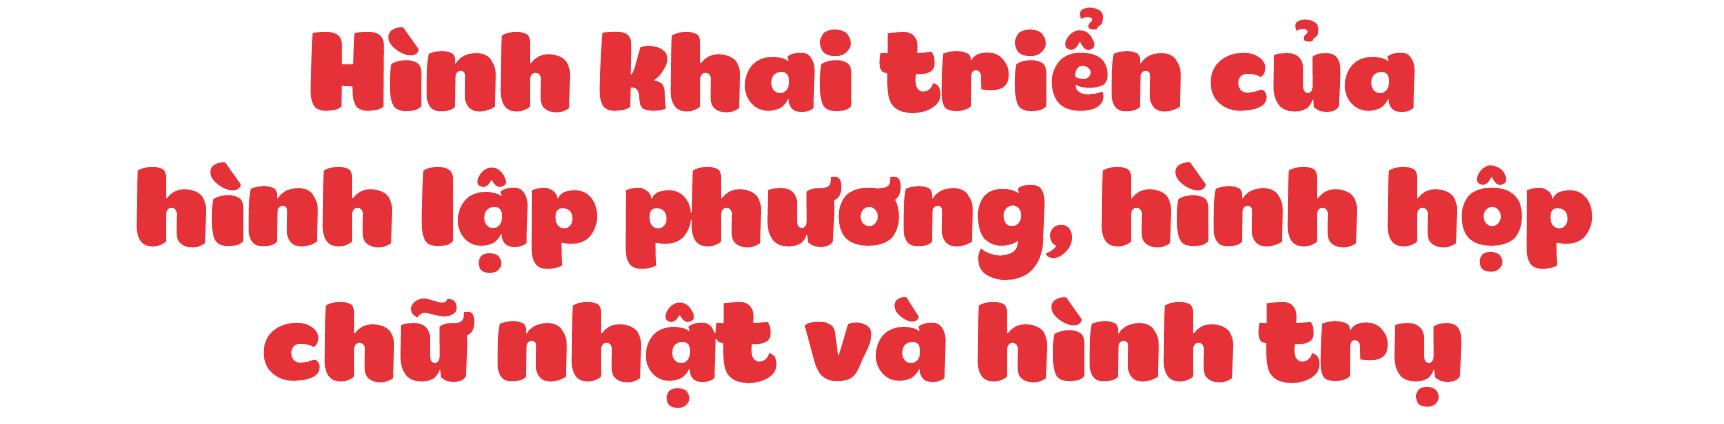 Hình khai triển của
hình lập phương, hình hộp
chữ nhật và hình trụ